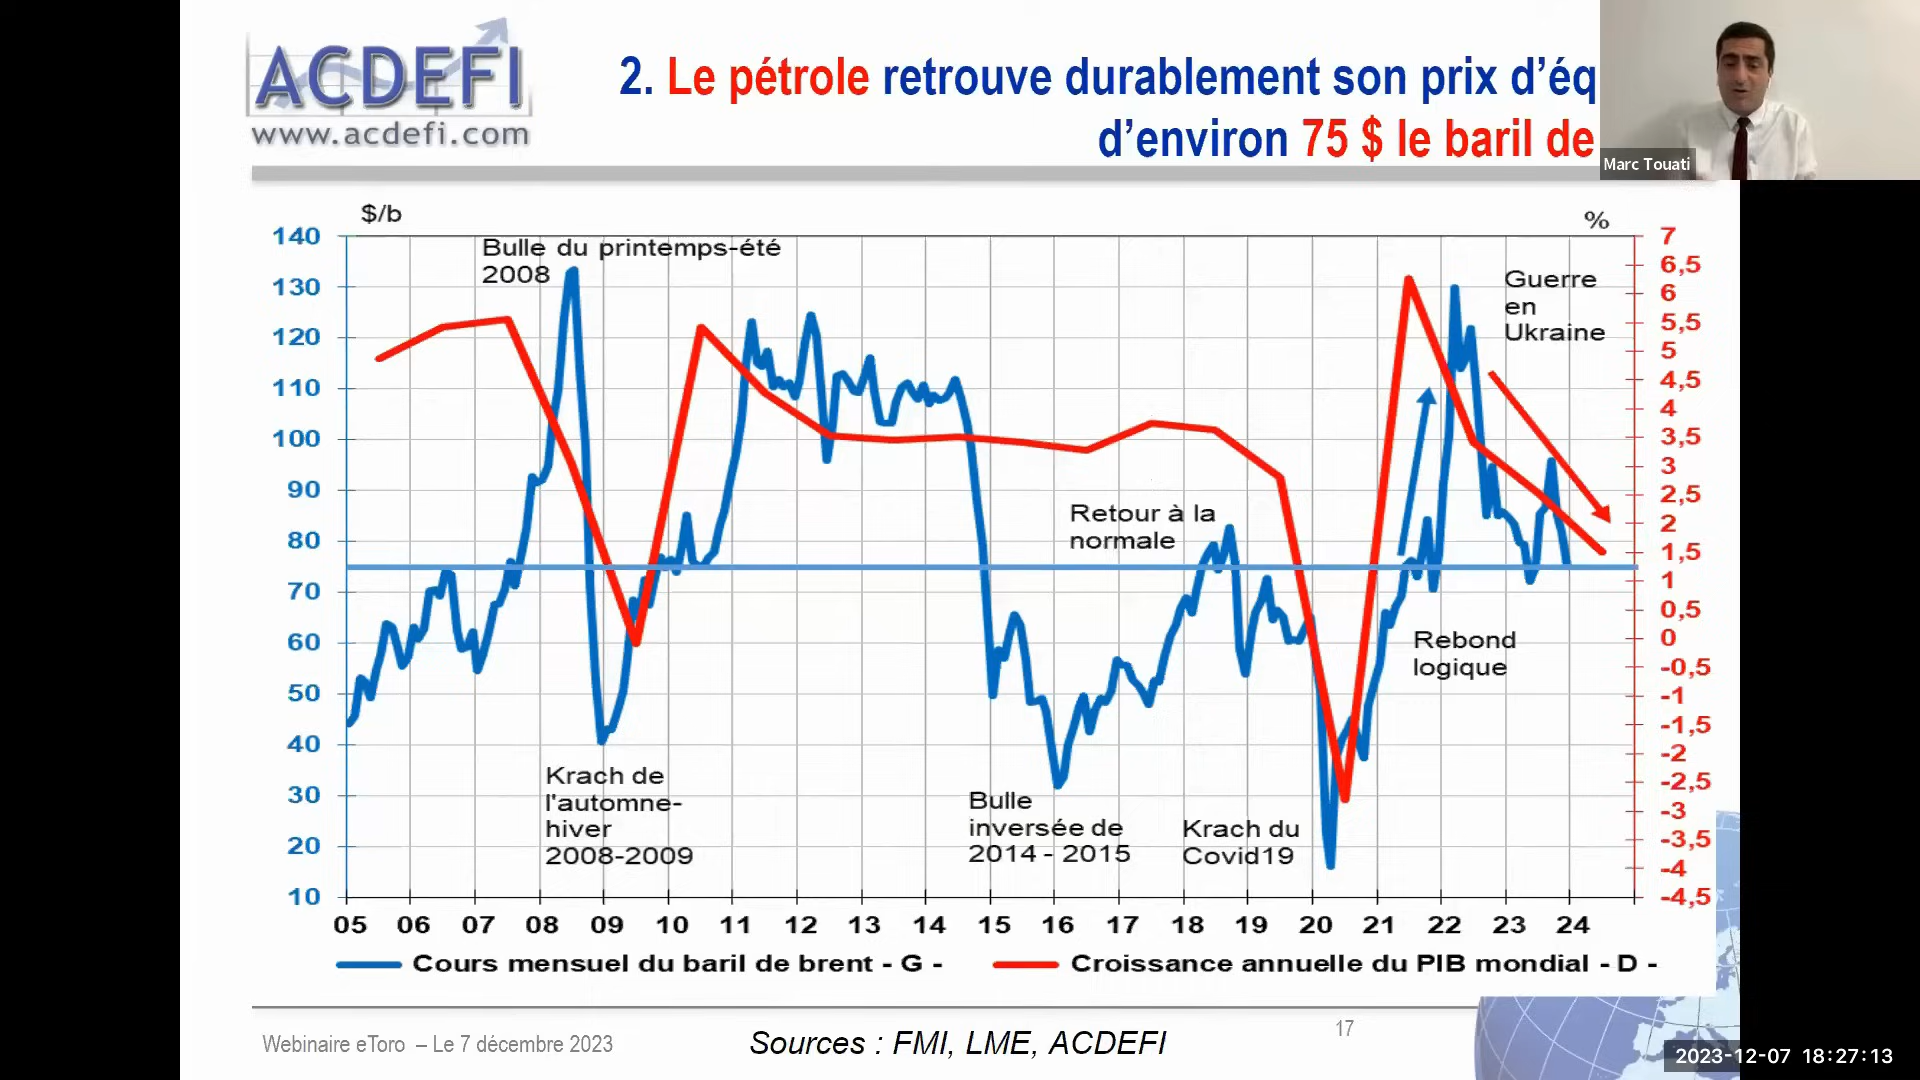 ACDEFI
www.acdefi.com
2. Le pétrole retrouve durablement son prix d’éq
d’environ 75 $ le baril de
Marc Touati
$/b
%
140
130
120
110
100
90
80
70
60
50
40
30
20
10
7
6,5
6
5,5
5
4,5
4
3,5
3
2,5
2
1,5
1
0,5
0
-0,5
-1
-1,5
-2
-2,5
-3
-3,5
-4
-4,5
Bulle du printemps-été
2008
Guerre
en
Ukraine
Retour à la
normale
Rebond
logique
Krach de
l'automne-
hiver
2008-2009
Bulle
inversée de
2014 - 2015
Krach du
Covid19
05 06 07 08 09 10 11 12 13 14 15 16 17 18 19 20 21 22 23 24
Cours mensuel du baril de brent - G -
Croissance annuelle du PIB mondial - D -
Webinaire eToro – Le 7 décembre 2023
Sources : FMI, LME, ACDEFI
17
2023-12-07 18:27:13